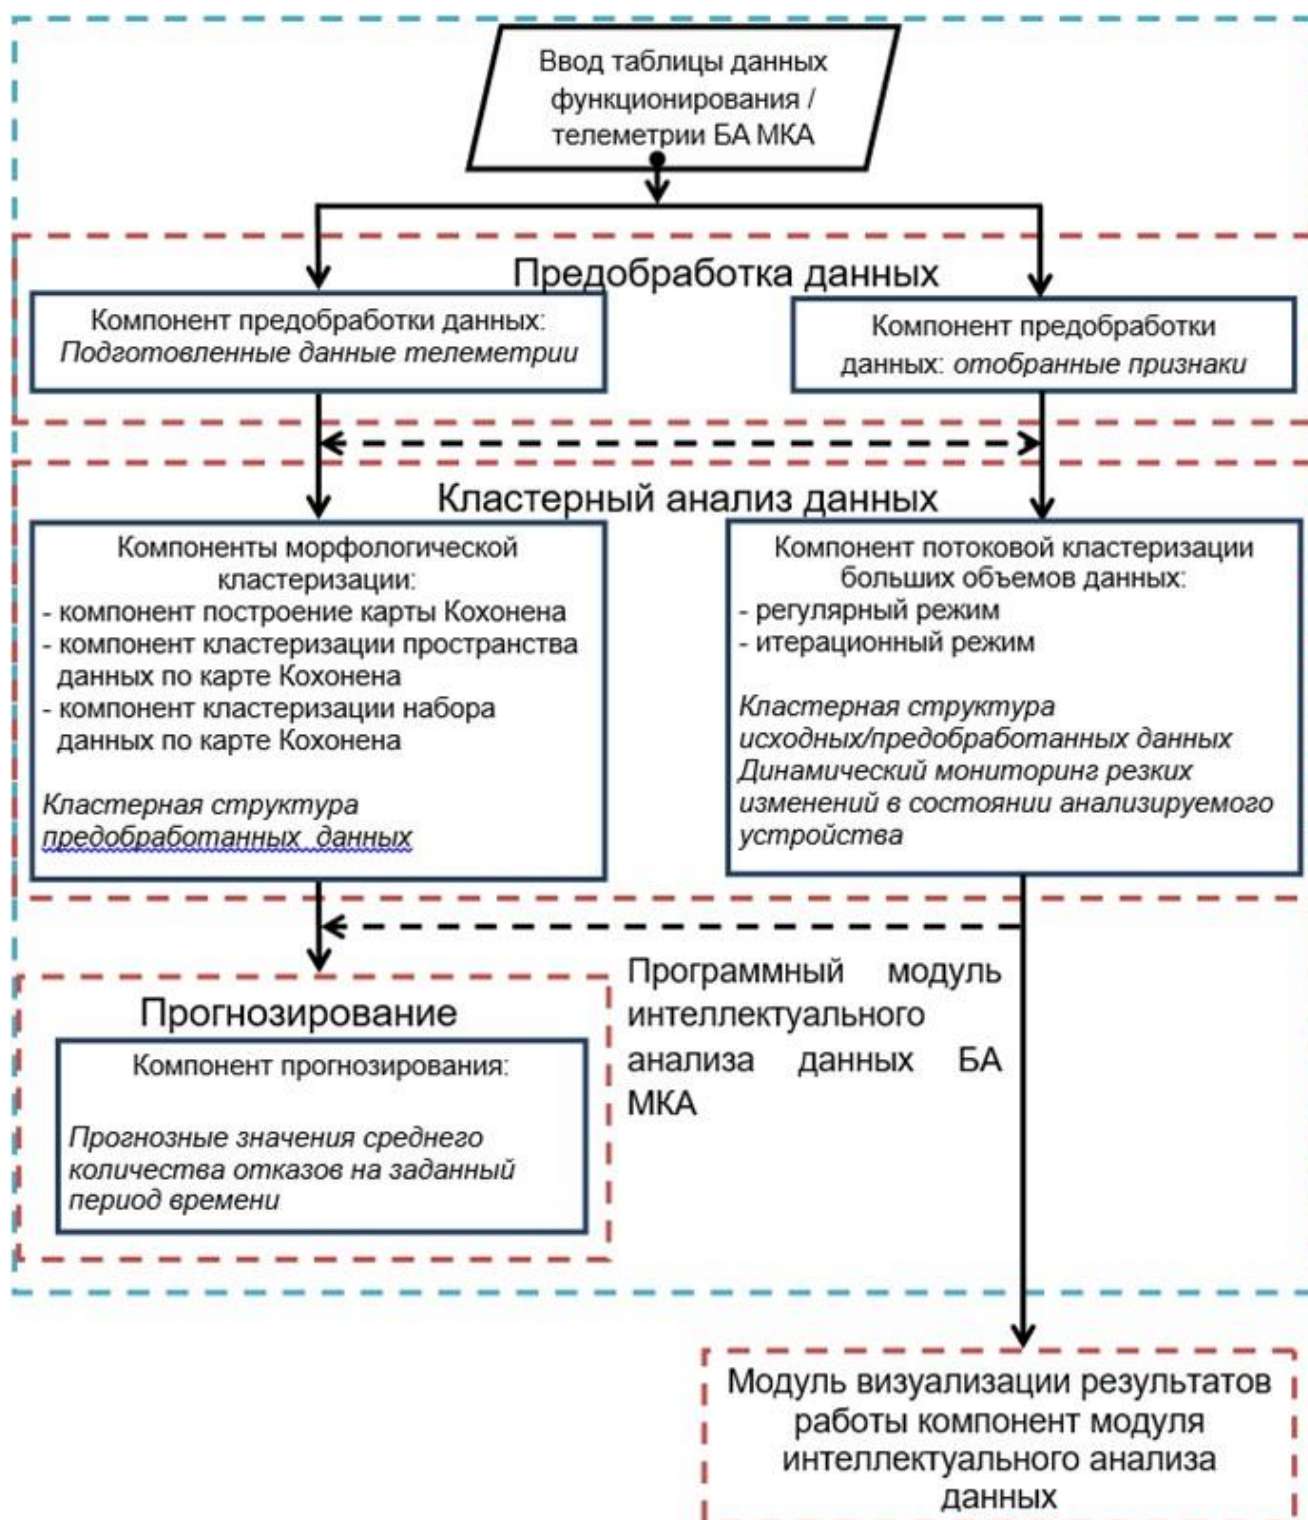 Ввод таблицы данных
функционирования /
телеметрии БА МКА
Предобработка данных
Компонент предобработки данных:
Подготовленные данные телеметрии
Компонент предобработки
данных: отобранные признаки
Кластерный анализ данных
Компоненты морфологической
кластеризации:
- компонент построение карты Кохонена
- компонент кластеризации пространства
данных по карте Кохонена
- компонент кластеризации набора
данных по карте Кохонена
Кластерная структура
предобработанных данных
Компонент потоковой кластеризации
больших объемов данных:
- регулярный режим
- итерационный режим
Кластерная структура
исходных/предобработанных данных
Динамический мониторинг резких
изменений в состоянии анализируемого
устройства
Прогнозирование
Компонент прогнозирования:
Прогнозные значения среднего
количества отказов на заданный
период времени
Программный модуль
интеллектуального
анализа данных БА
МКА
Модуль визуализации результатов
работы компонент модуля
интеллектуального анализа
данных